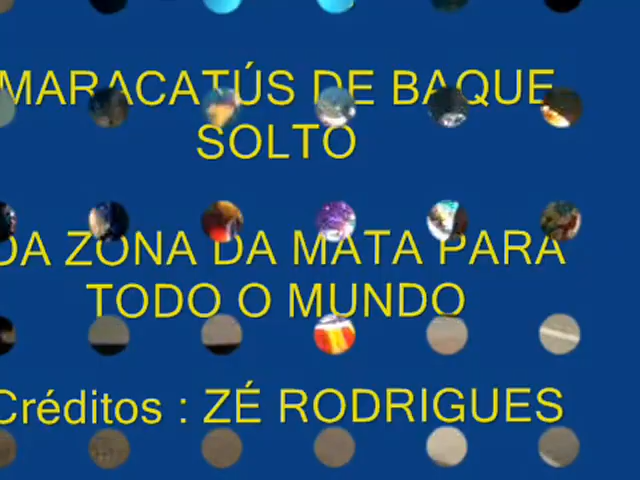 MARACATÚS DE BAQUE
SOLTO
DA ZONA DA MATA PARA
TODO O MUNDO
Créditos : ZÉ RODRIGUES